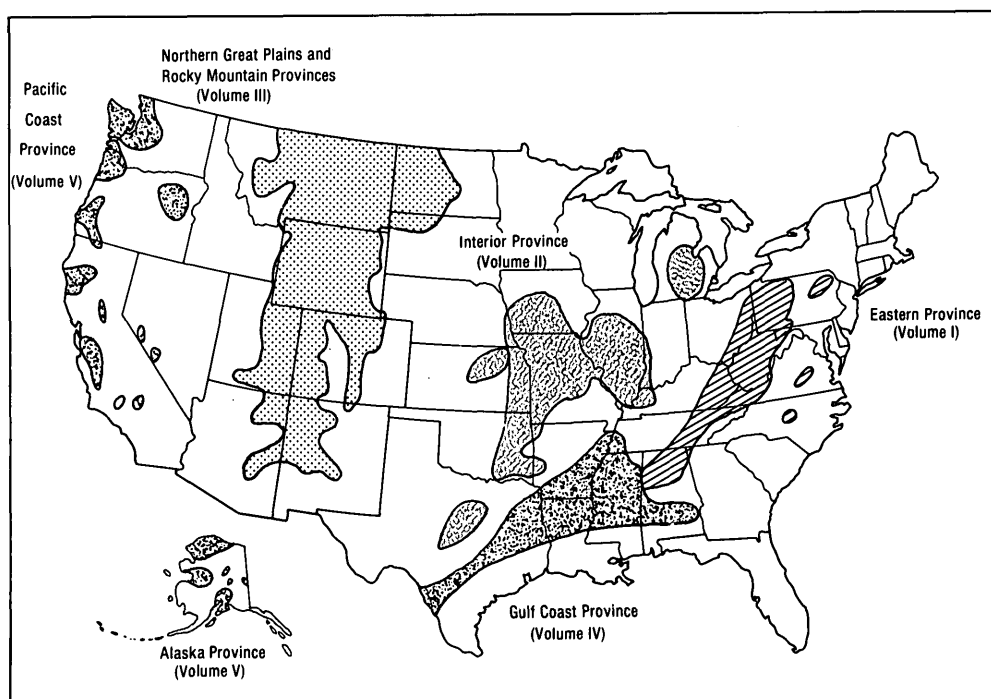 Northern Great Plains and
Rocky Mountain Provinces
(Volume III)
Pacific
Coast
Province
(Volume V)
Interior Province
(Volume II)
Eastern Province
(Volume I)
Gulf Coast Province
(Volume IV)
Alaska Province
(Volume V)